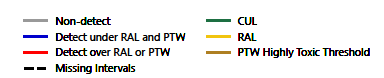 Non-detect
Detect under RAL and PTW
Detect over RAL or PTW
Missing Intervals
CUL
RAL
PTW Highly Toxic Threshold